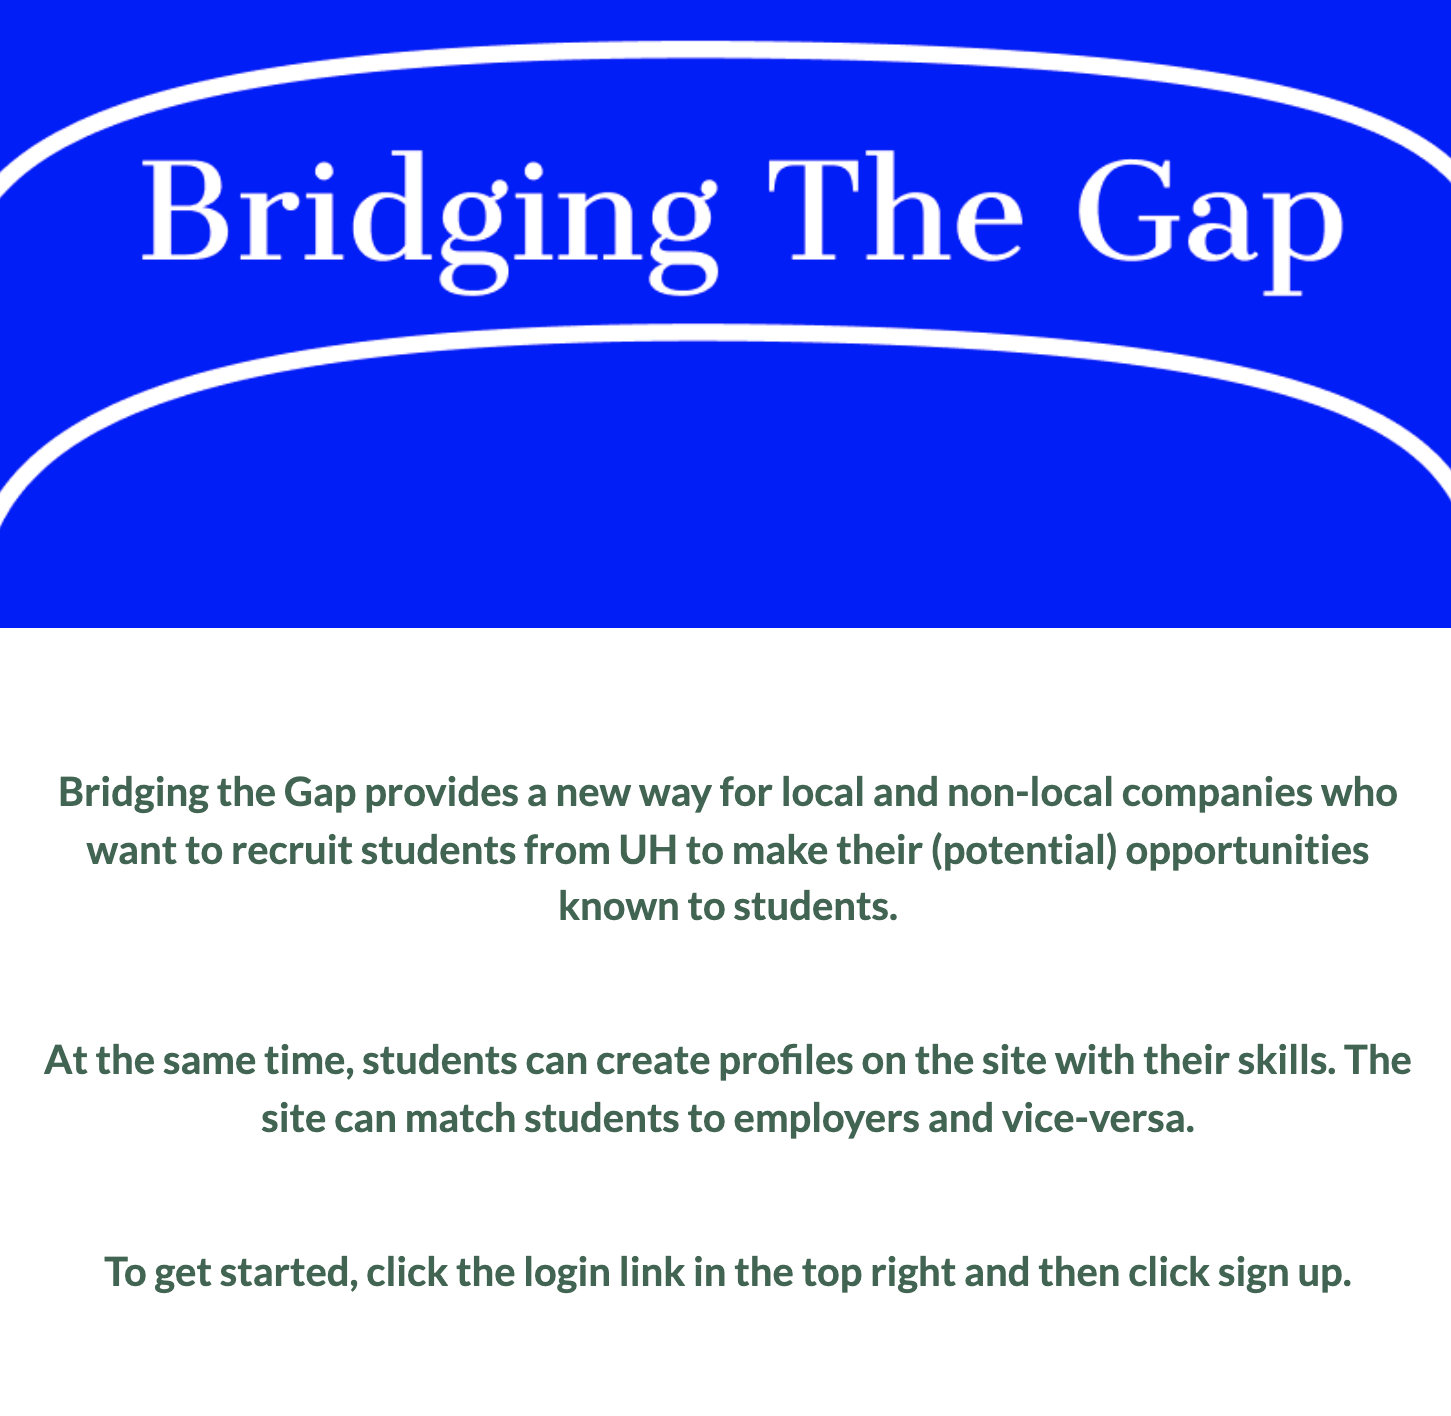 Bridging The Gap
Bridging the Gap provides a new way for local and non-local companies who
want to recruit students from UH to make their (potential) opportunities
known to students.
At the same time, students can create profiles on the site with their skills. The
site can match students to employers and vice-versa.
To get started, click the login link in the top right and then click sign up.